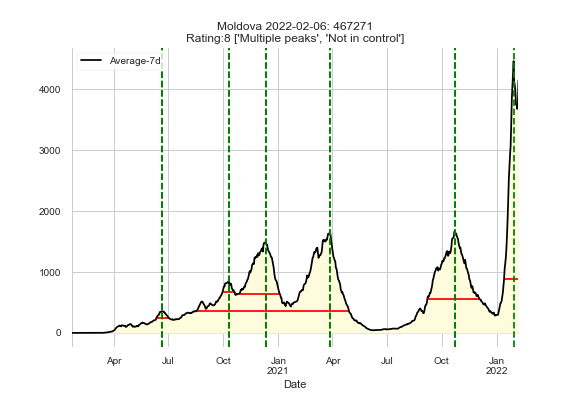 Moldova 2022-02-06: 467271
Rating:8 ['Multiple peaks', 'Not in control']
Average-7d
4000
3000
2000
1000
0
Apr Jul Oct Jan Apr Jul Oct Jan
2021 2022
Date